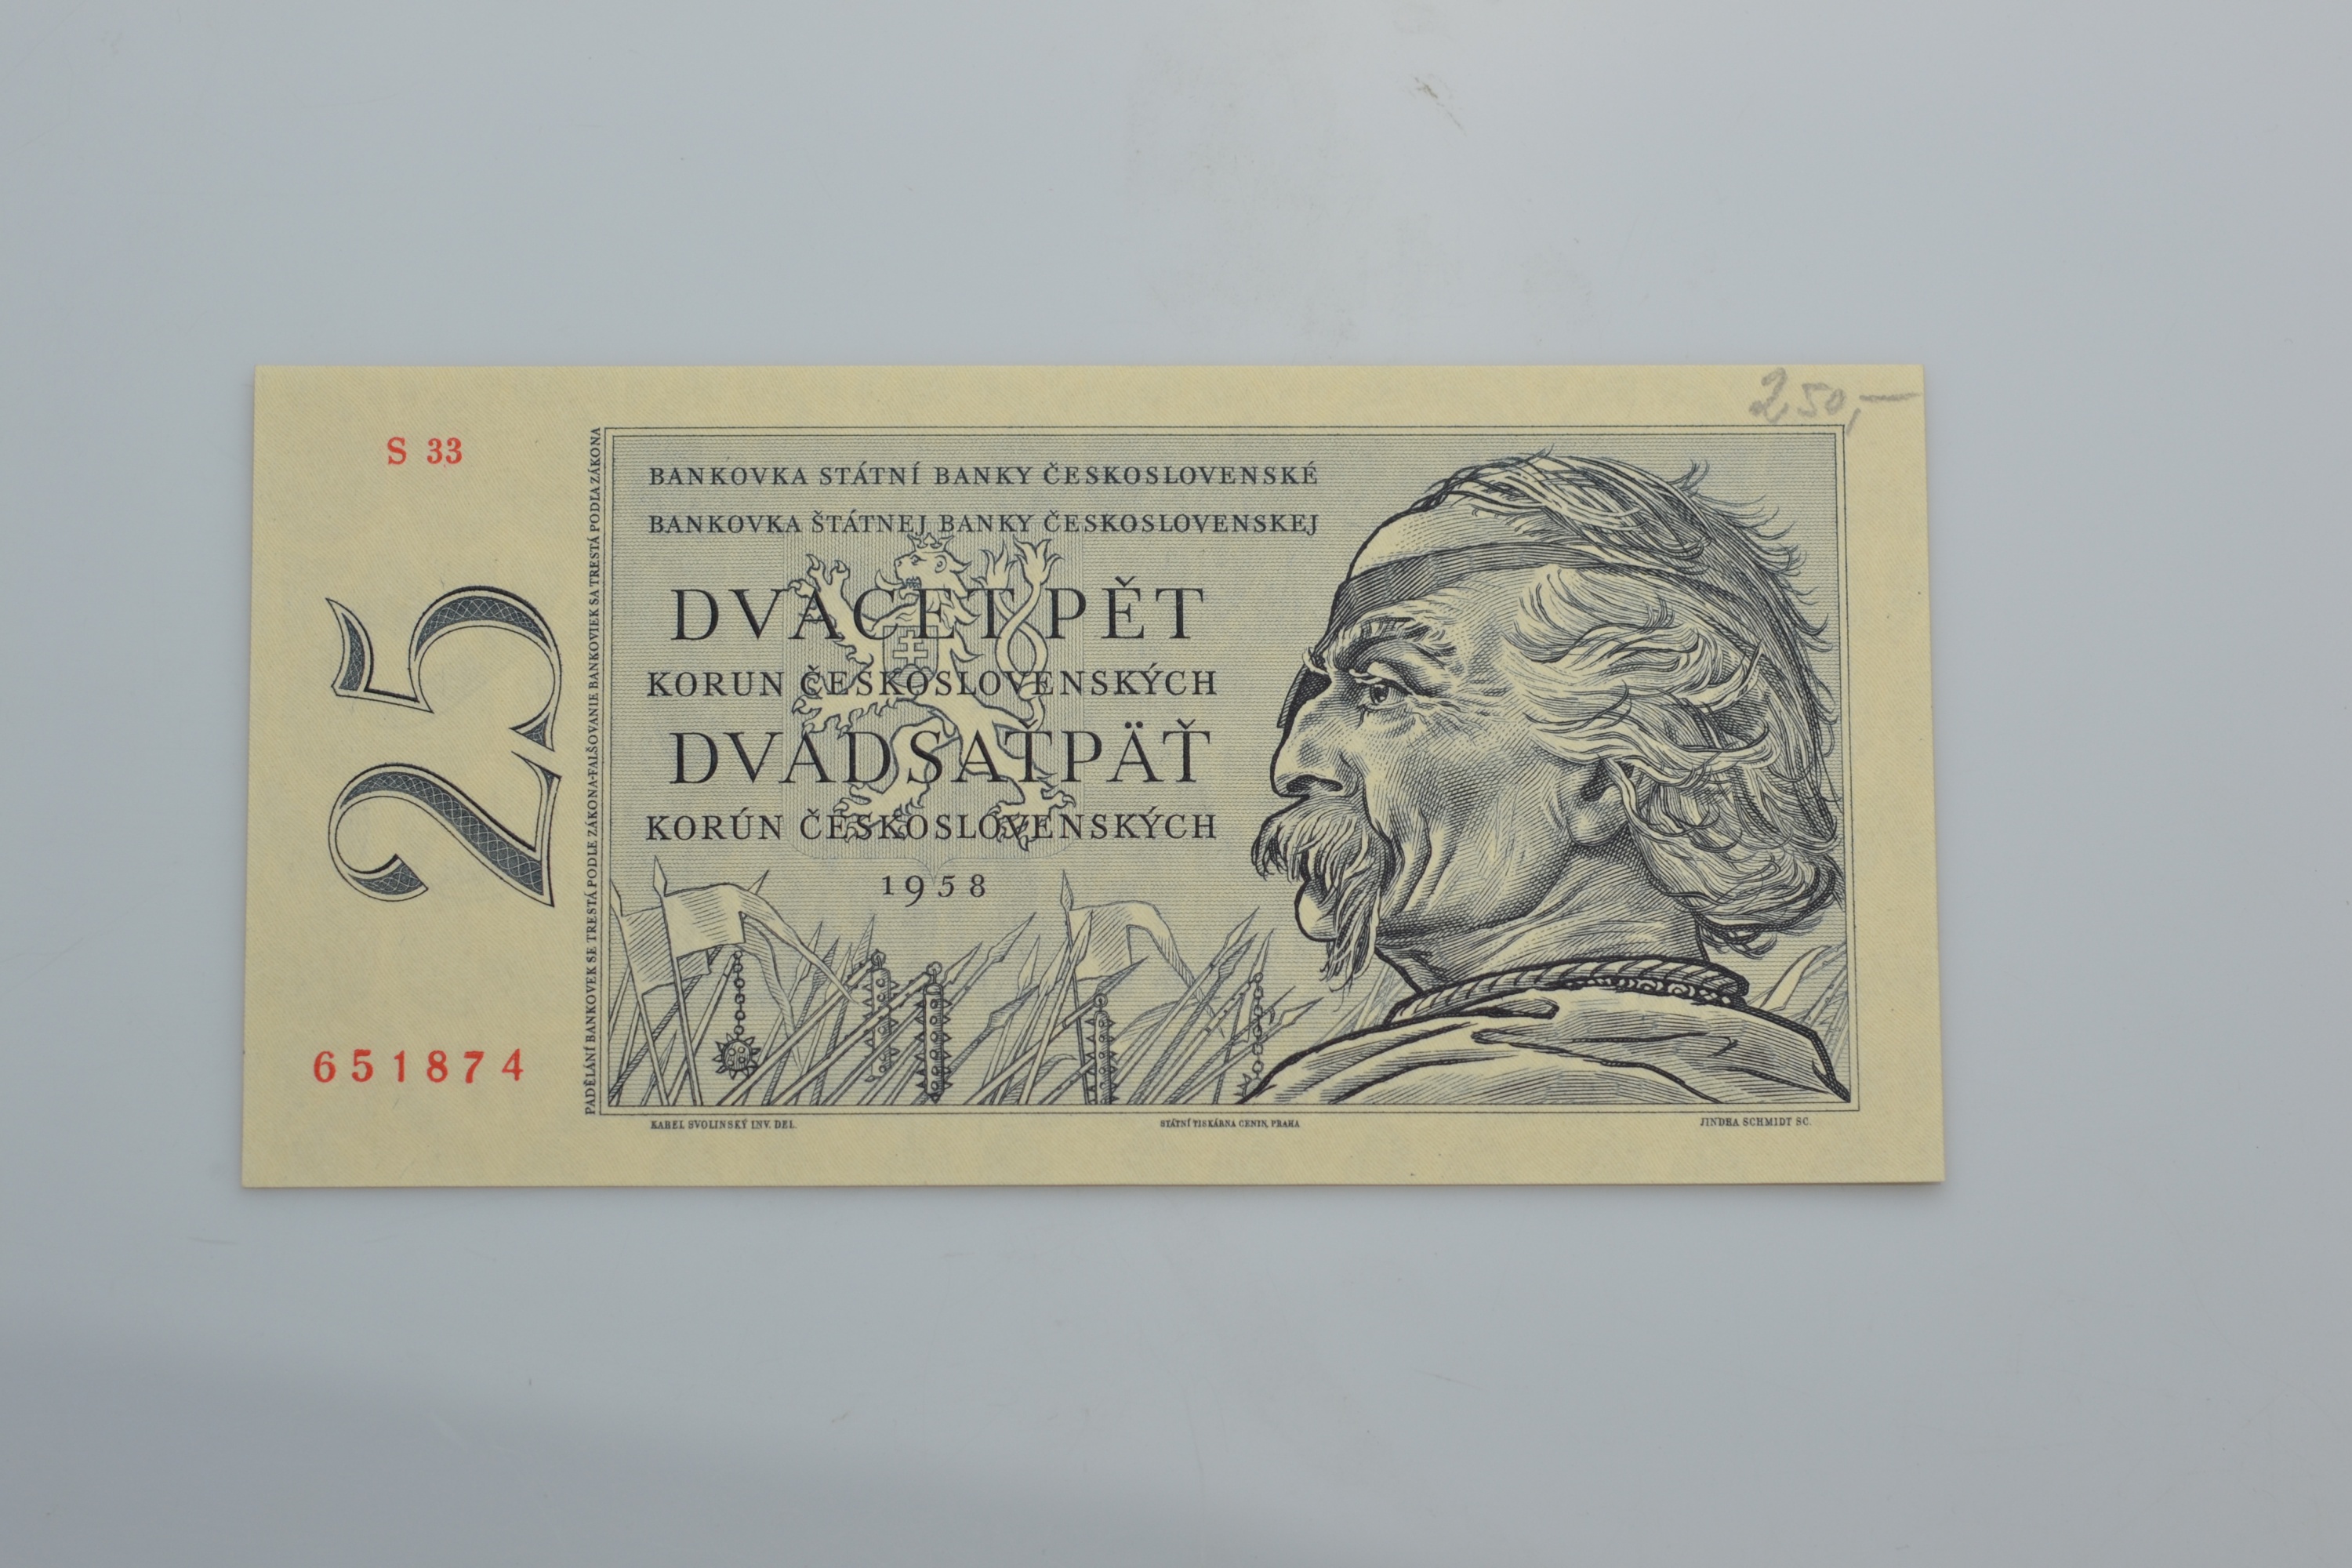 250,-
S 33
BANKOVKA STÁTNÍ BANKY ČESKOSLOVENSKÉ
BANKOVKA ŠTÁTNEJ BANKY ČESKOSLOVENSKEJ
DVACET PĚT
KORUN ČESKOSLOVENSKÝCH
DVADSAŤPÄŤ
KORÚN ČESKOSLOVENSKÝCH
1958
25
PADĚLÁNÍ BANKOVEK SE TRESTÁ PODLE ZÁKONA-FALŠOVANIE BANKOVIEK SA TRESTÁ PODĽA ZÁKONA
651874
KAREL SVOLINSKÝ INV. DEL.
STÁTNÍ TISKÁRNA CENIN, PRAHA
JINDRA SCHMIDT SC.